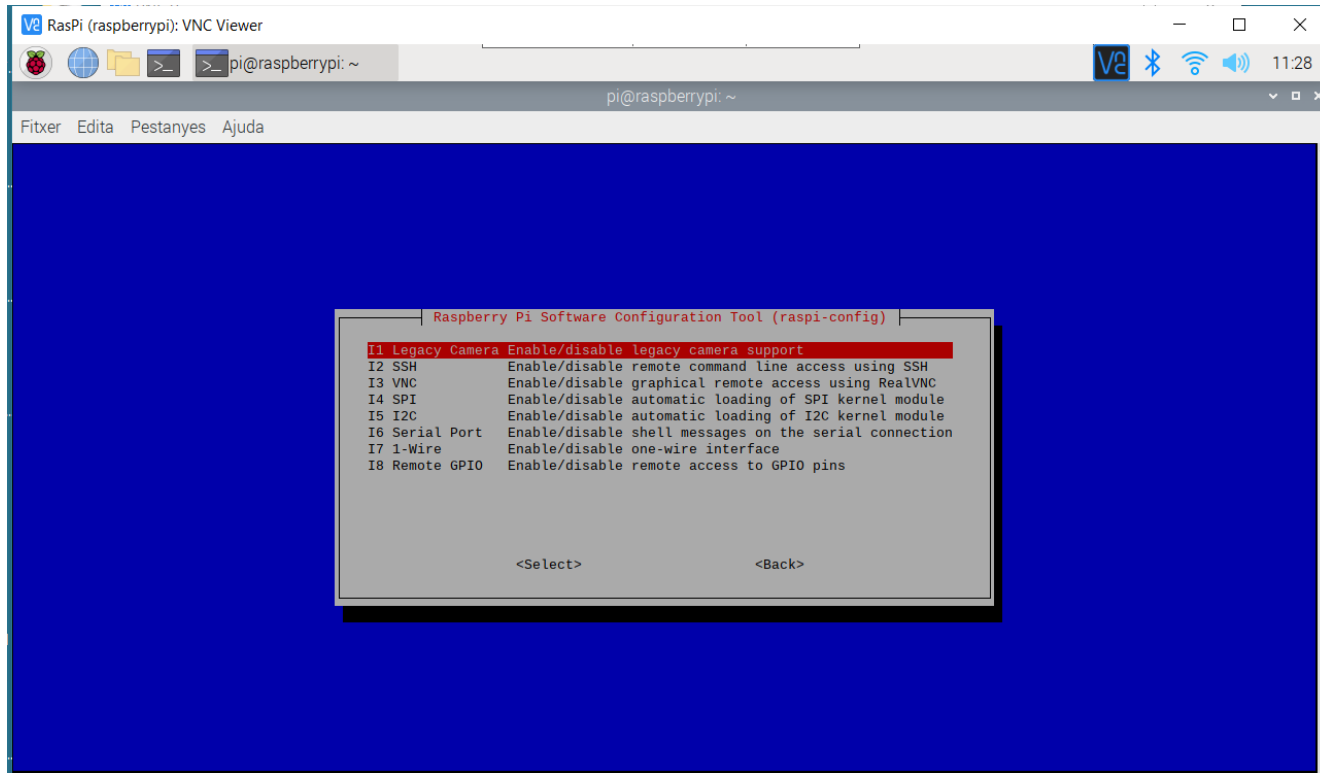 RasPi (raspberrypi): VNC Viewer
pi@raspberrypi: ~
11:28
pi@raspberrypi: ~
Fitxer Edita Pestanyes Ajuda
Raspberry Pi Software Configuration Tool (raspi-config)
I1 Legacy Camera Enable/disable legacy camera support
I2 SSH Enable/disable remote command line access using SSH
I3 VNC Enable/disable graphical remote access using RealVNC
I4 SPI Enable/disable automatic loading of SPI kernel module
I5 I2C Enable/disable automatic loading of I2C kernel module
I6 Serial Port Enable/disable shell messages on the serial connection
I7 1-Wire Enable/disable one-wire interface
I8 Remote GPIO Enable/disable remote access to GPIO pins
<Select> <Back>